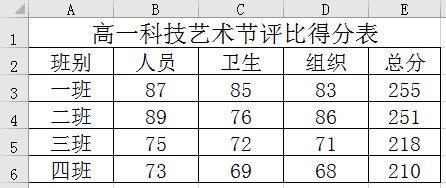 A B C D E
1 高一科技艺术节评比得分表
2 班别 人员 卫生 组织 总分
3 一班 87 85 83 255
4 二班 89 76 86 251
5 三班 75 72 71 218
6 四班 73 69 68 210